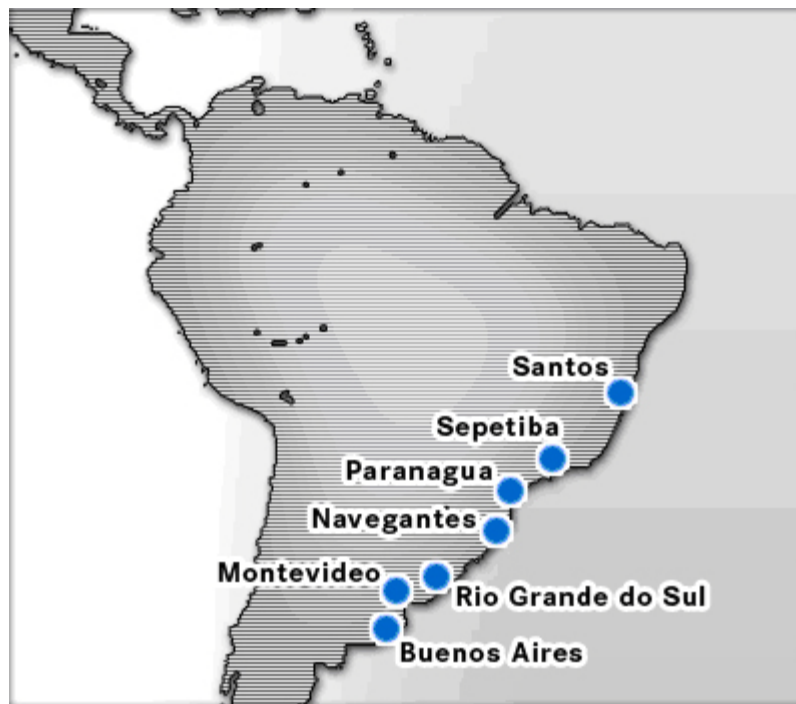 Santos
Sepetiba
Paranagua
Navegantes
Montevideo
Rio Grande do Sul
Buenos Aires